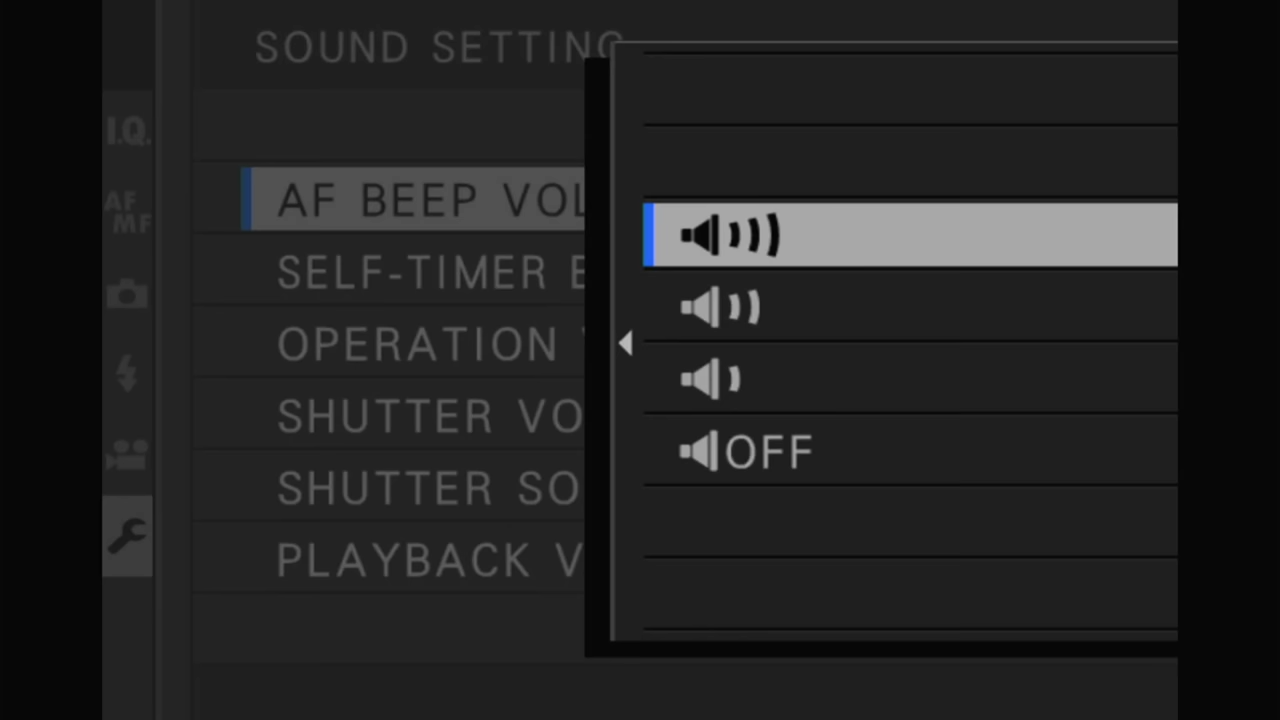 SOUND SETTING
I.Q.
AF
MF
AF BEEP VOL
SELF-TIMER
OPERATION
SHUTTER VO
SHUTTER SO
PLAYBACK V
OFF